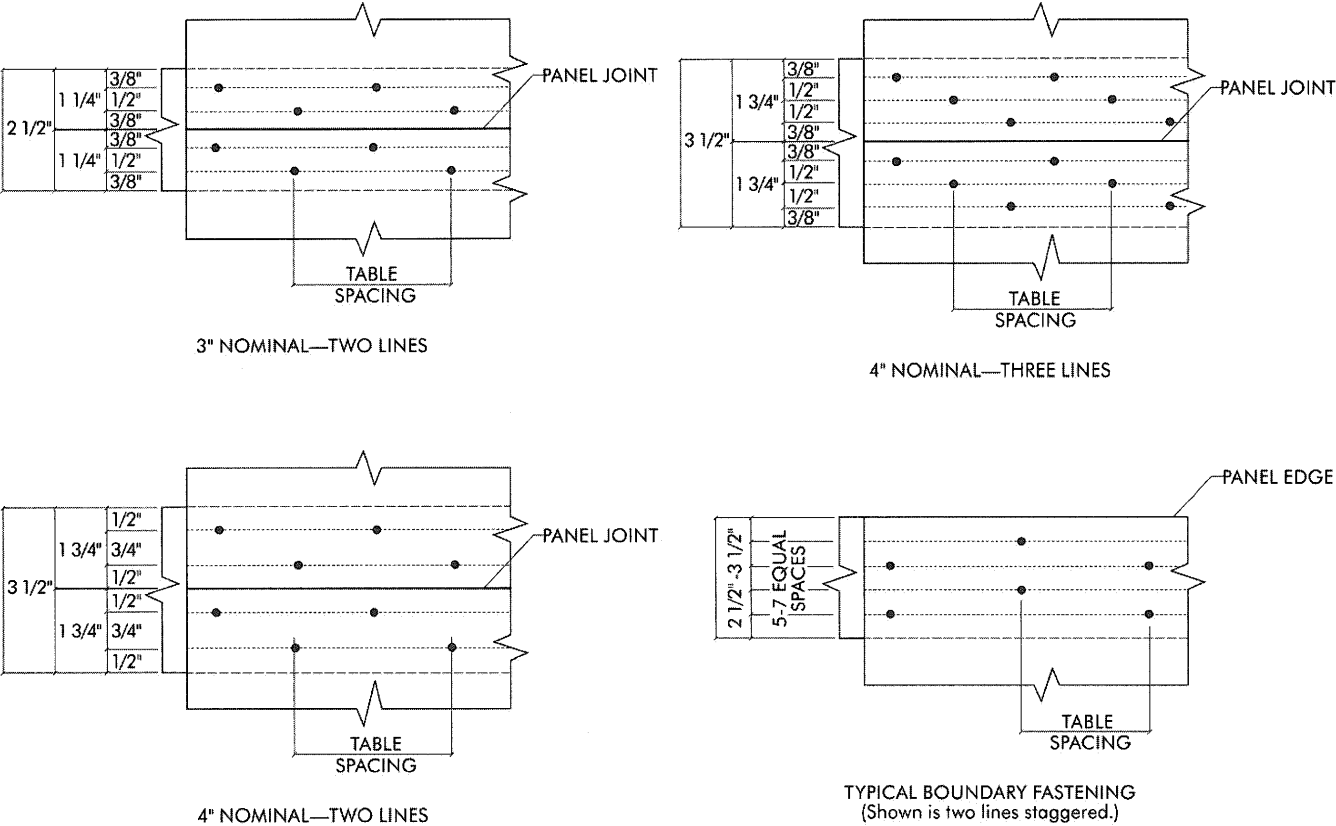 3/8"
1/2"
3/8"
3/8"
1/2"
3/8"
1 1/4"
1 1/4"
2 1/2"
PANEL JOINT
TABLE
SPACING
3" NOMINAL—TWO LINES
3/8"
1/2"
1/2"
3/8"
3/8"
1/2"
1/2"
3/8"
1 3/4"
1 3/4"
3 1/2"
PANEL JOINT
TABLE
SPACING
4" NOMINAL—THREE LINES
1/2"
3/4"
1/2"
1/2"
3/4"
1/2"
1 3/4"
1 3/4"
3 1/2"
PANEL JOINT
TABLE
SPACING
4" NOMINAL—TWO LINES
PANEL EDGE
2 1/2" -3 1/2"
5-7 EQUAL
SPACES
TABLE
SPACING
TYPICAL BOUNDARY FASTENING
(Shown is two lines staggered.)